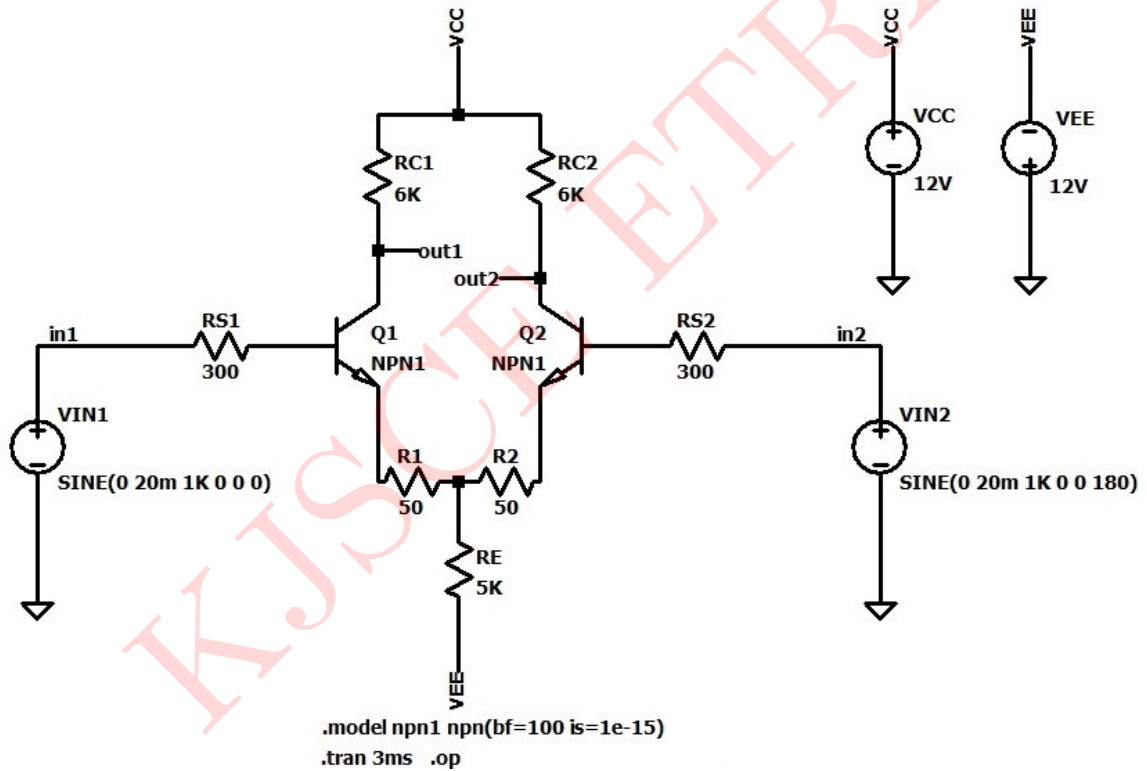 VCC
VCC
VEE
RC1
6K
RC2
6K
VCC
12V
VEE
12V
out1
out2
in1
RS1
300
Q1
NPN1
Q2
NPN1
RS2
300
in2
VIN1
SINE(0 20m 1K 0 0 0)
R1
50
R2
50
VIN2
SINE(0 20m 1K 0 0 180)
RE
5K
VEE
.model npn1 npn(bf=100 is=1e-15)
.tran 3ms .op
KJSCE ETR